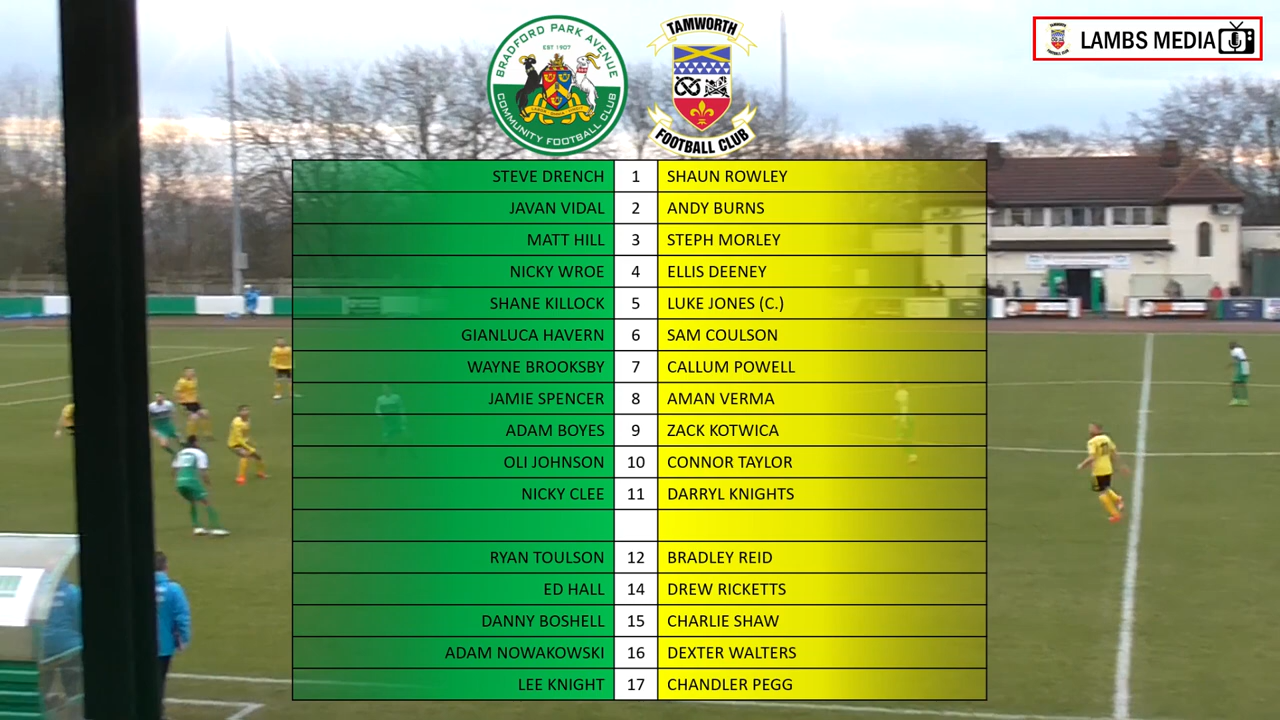 BRADFORD PARK AVENUE
EST 1907
COMMUNITY FOOTBALL CLUB
TAMWORTH
FOOTBALL CLUB
LAMBS MEDIA
STEVE DRENCH 1 SHAUN ROWLEY
JAVAN VIDAL 2 ANDY BURNS
MATT HILL 3 STEPH MORLEY
NICKY WROE 4 ELLIS DEENEY
SHANE KILLOCK 5 LUKE JONES (C.)
GIANLUCA HAVERN 6 SAM COULSON
WAYNE BROOKSBY 7 CALLUM POWELL
JAMIE SPENCER 8 AMAN VERMA
ADAM BOYES 9 ZACK KOTWICA
OLI JOHNSON 10 CONNOR TAYLOR
NICKY CLEE 11 DARRYL KNIGHTS
RYAN TOULSON 12 BRADLEY REID
ED HALL 14 DREW RICKETTS
DANNY BOSHELL 15 CHARLIE SHAW
ADAM NOWAKOWSKI 16 DEXTER WALTERS
LEE KNIGHT 17 CHANDLER PEGG